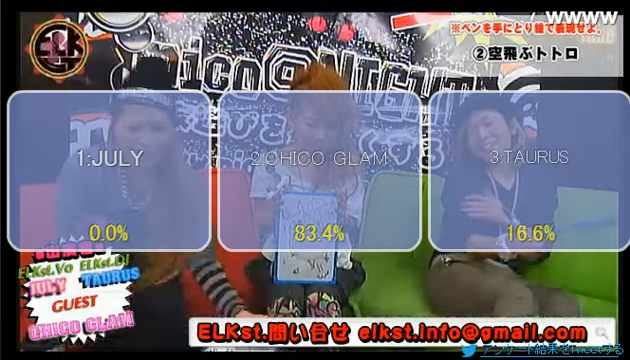 WWWW
ELK
※ペンを手にとり絵で表現せよ。
②空飛ぶトトロ
chico@NIGHT
1:JULY
2:CHICO GLAM
3:TAURUS
0.0%
83.4%
16.6%
ELKst.Vo ELKst.DJ
JULY TAURUS
GUEST
CHICO GLAM
ELKst.問い合せ elkst.info@gmail.com
アンケート結果をTweetする